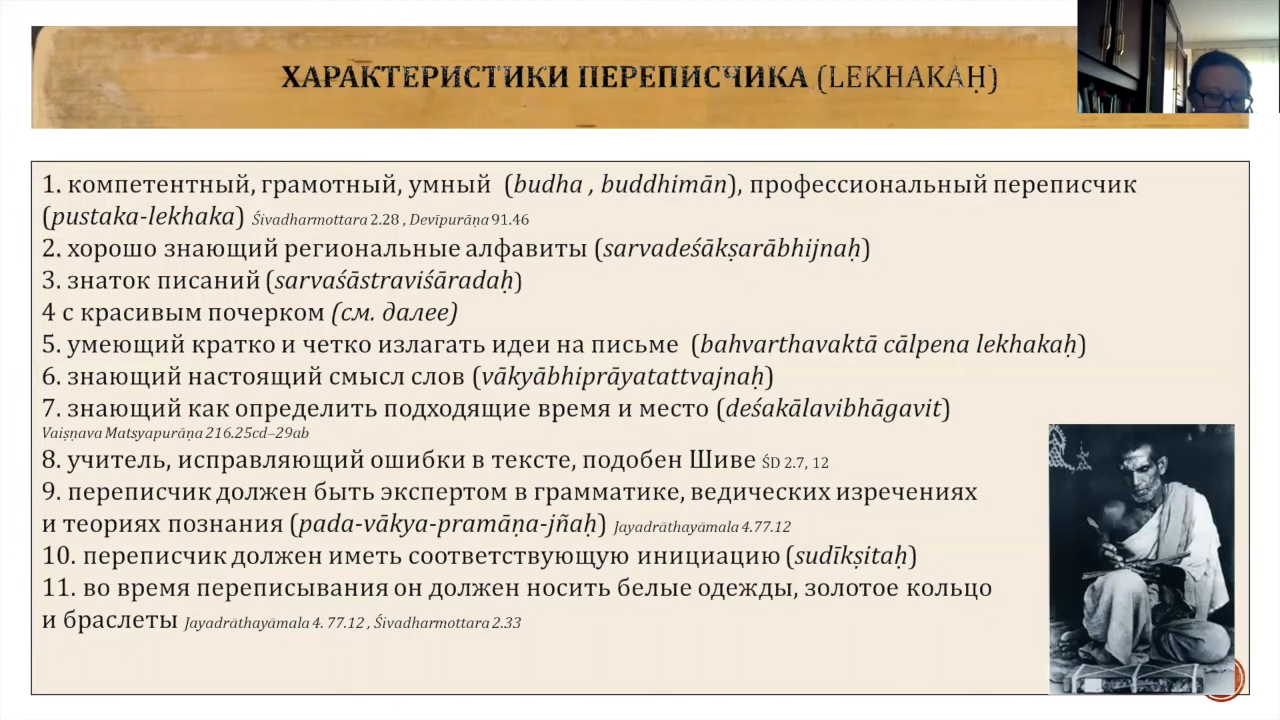 ХАРАКТЕРИСТИКИ ПЕРЕПИСЧИКА (LEKHAKAḤ)
1. компетентный, грамотный, умный (budha , buddhimān), профессиональный переписчик
(pustaka-lekhaka) Śivadharmottara 2.28 , Devīpurāṇa 91.46
2. хорошо знающий региональные алфавиты (sarvadeśākṣarābhijnaḥ)
3. знаток писаний (sarvaśāstraviśāradaḥ)
4 с красивым почерком (см. далее)
5. умеющий кратко и четко излагать идеи на письме (bahvarthavaktā cālpena lekhakaḥ)
6. знающий настоящий смысл слов (vākyābhiprāyatattvajnaḥ)
7. знающий как определить подходящие время и место (deśakālavibhāgavit)
Vaiṣṇava Matsyapurāṇa 216.25cd–29ab
8. учитель, исправляющий ошибки в тексте, подобен Шиве ŚD 2.7, 12
9. переписчик должен быть экспертом в грамматике, ведических изречениях
и теориях познания (pada-vākya-pramāṇa-jñaḥ) Jayadrāthayāmala 4.77.12
10. переписчик должен иметь соответствующую инициацию (sudīkṣitaḥ)
11. во время переписывания он должен носить белые одежды, золотое кольцо
и браслеты Jayadrāthayāmala 4. 77.12 , Śivadharmottara 2.33